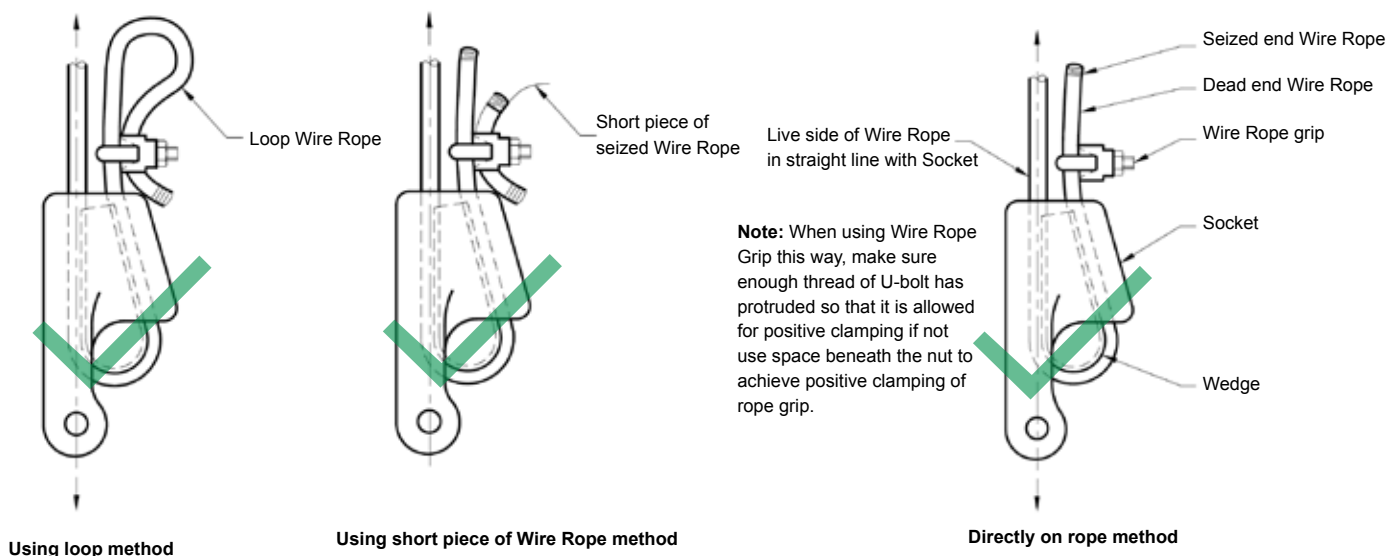 Loop Wire Rope
Using loop method
Short piece of
seized Wire Rope
Using short piece of Wire Rope method
Live side of Wire Rope
in straight line with Socket
Note: When using Wire Rope
Grip this way, make sure
enough thread of U-bolt has
protruded so that it is allowed
for positive clamping if not
use space beneath the nut to
achieve positive clamping of
rope grip.
Seized end Wire Rope
Dead end Wire Rope
Wire Rope grip
Socket
Wedge
Directly on rope method